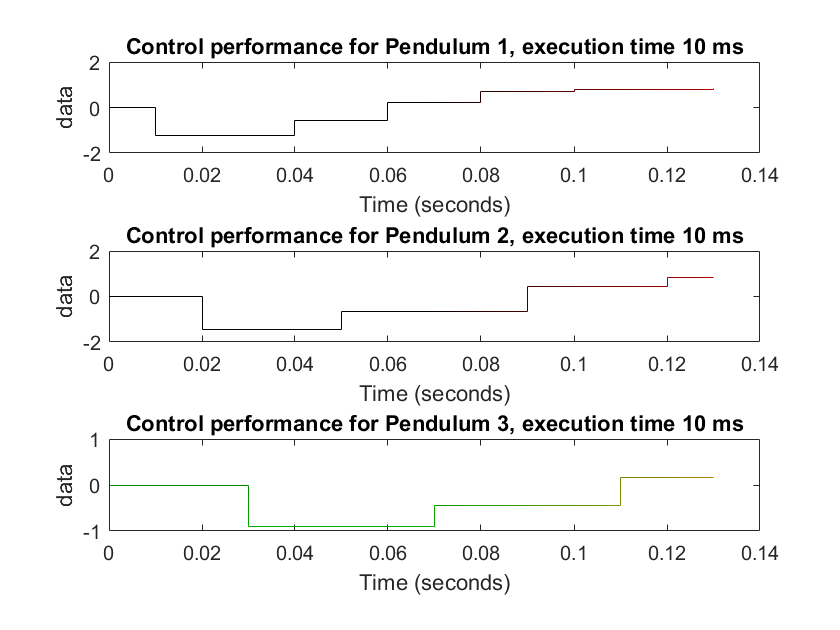 Control performance for Pendulum 1, execution time 10 ms
2
0
-2
data
0 0.02 0.04 0.06 0.08 0.1 0.12 0.14
Time (seconds)
Control performance for Pendulum 2, execution time 10 ms
2
0
-2
data
0 0.02 0.04 0.06 0.08 0.1 0.12 0.14
Time (seconds)
Control performance for Pendulum 3, execution time 10 ms
1
0
-1
data
0 0.02 0.04 0.06 0.08 0.1 0.12 0.14
Time (seconds)